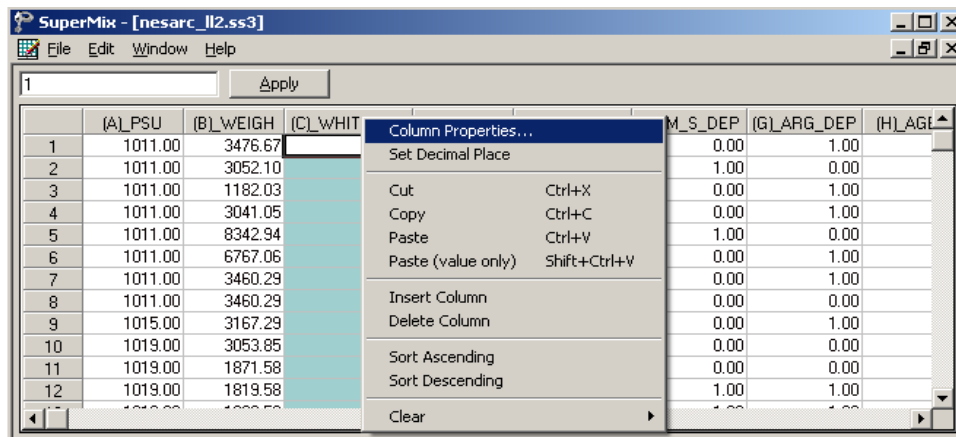 SuperMix - [nesarc_ll2.ss3]
File Edit Window Help
1 Apply
(A)_PSU (B)_WEIGH (C)_WHIT M_S_DEP (G)_ARG_DEP (H)_AGE
1 1011.00 3476.67 0.00 1.00
2 1011.00 3052.10 1.00 0.00
3 1011.00 1182.03 0.00 1.00
4 1011.00 3041.05 0.00 1.00
5 1011.00 8342.94 1.00 0.00
6 1011.00 6767.06 0.00 0.00
7 1011.00 3460.29 0.00 1.00
8 1011.00 3460.29 0.00 0.00
9 1015.00 3167.29 0.00 1.00
10 1019.00 3053.85 0.00 0.00
11 1019.00 1871.58 0.00 0.00
12 1019.00 1819.58 1.00 1.00
Column Properties...
Set Decimal Place
Cut Ctrl+X
Copy Ctrl+C
Paste Ctrl+V
Paste (value only) Shift+Ctrl+V
Insert Column
Delete Column
Sort Ascending
Sort Descending
Clear